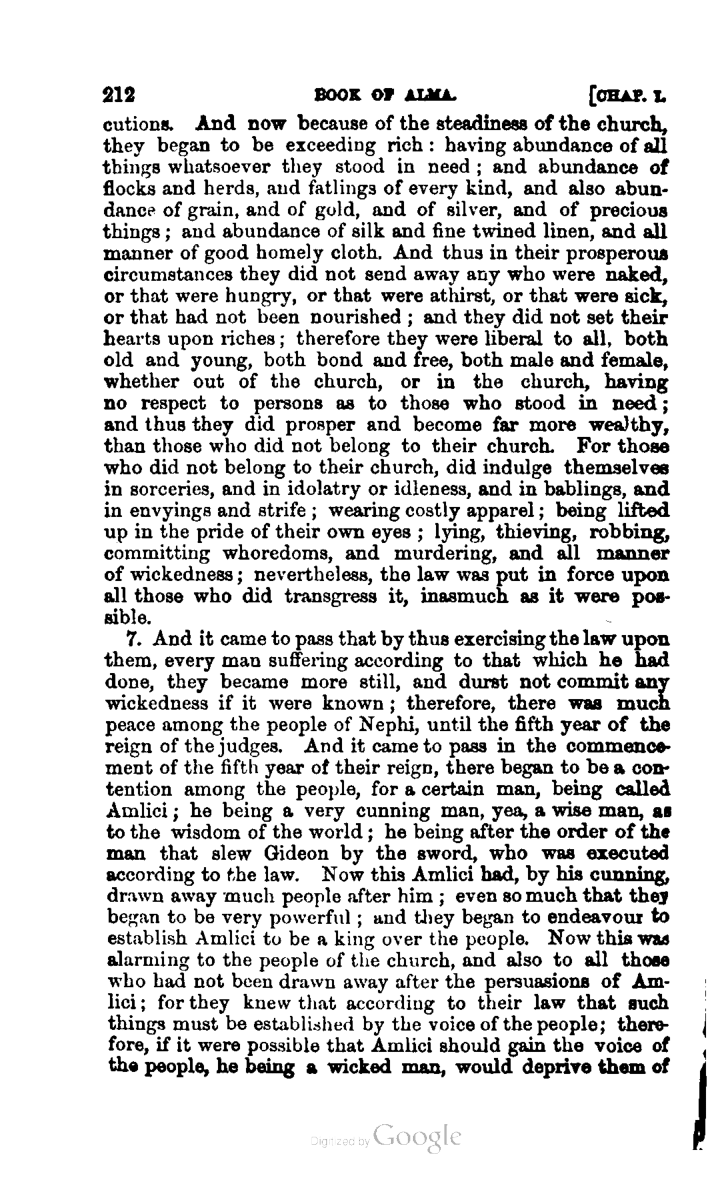 212 BOOK OF ALMA. [CHAP. I.
cutions. And now because of the steadiness of the church,
they began to be exceeding rich : having abundance of all
things whatsoever they stood in need ; and abundance of
flocks and herds, and fatlings of every kind, and also abun-
dance of grain, and of gold, and of silver, and of precious
things ; and abundance of silk and fine twined linen, and all
manner of good homely cloth. And thus in their prosperous
circumstances they did not send away any who were naked,
or that were hungry, or that were athirst, or that were sick,
or that had not been nourished ; and they did not set their
hearts upon riches ; therefore they were liberal to all, both
old and young, both bond and free, both male and female,
whether out of the church, or in the church, having
no respect to persons as to those who stood in need ;
and thus they did prosper and become far more wealthy,
than those who did not belong to their church. For those
who did not belong to their church, did indulge themselves
in sorceries, and in idolatry or idleness, and in bablings, and
in envyings and strife ; wearing costly apparel ; being lifted
up in the pride of their own eyes ; lying, thieving, robbing,
committing whoredoms, and murdering, and all manner
of wickedness ; nevertheless, the law was put in force upon
all those who did transgress it, inasmuch as it were pos-
sible.
7. And it came to pass that by thus exercising the law upon
them, every man suffering according to that which he had
done, they became more still, and durst not commit any
wickedness if it were known ; therefore, there was much
peace among the people of Nephi, until the fifth year of the
reign of the judges. And it came to pass in the commence-
ment of the fifth year of their reign, there began to be a con-
tention among the people, for a certain man, being called
Amlici ; he being a very cunning man, yea, a wise man, as
to the wisdom of the world ; he being after the order of the
man that slew Gideon by the sword, who was executed
according to the law. Now this Amlici had, by his cunning,
drawn away much people after him ; even so much that they
began to be very powerful ; and they began to endeavour to
establish Amlici to be a king over the people. Now this was
alarming to the people of the church, and also to all those
who had not been drawn away after the persuasions of Am-
lici ; for they knew that according to their law that such
things must be established by the voice of the people; there-
fore, if it were possible that Amlici should gain the voice of
the people, he being a wicked man, would deprive them of
Digitized by Google